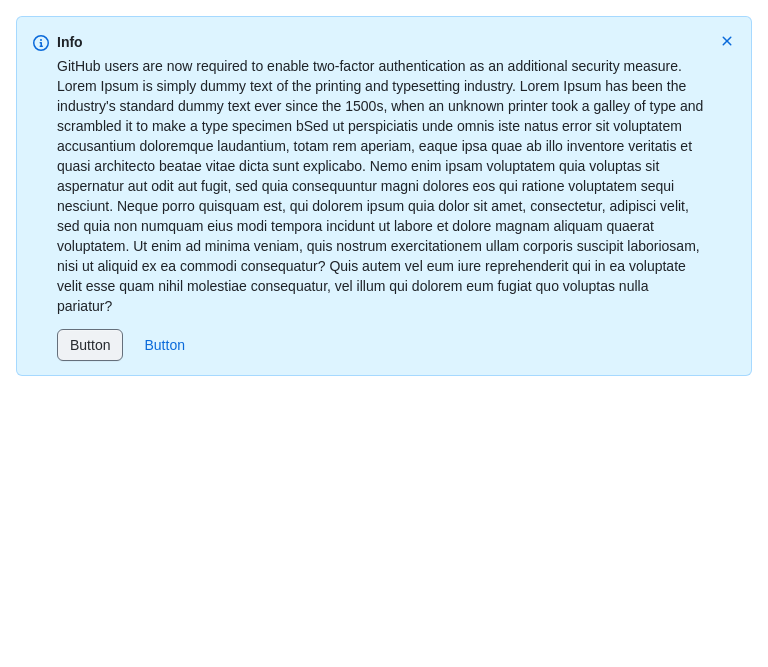 Info
GitHub users are now required to enable two-factor authentication as an additional security measure.
Lorem Ipsum is simply dummy text of the printing and typesetting industry. Lorem Ipsum has been the
industry's standard dummy text ever since the 1500s, when an unknown printer took a galley of type and
scrambled it to make a type specimen bSed ut perspiciatis unde omnis iste natus error sit voluptatem
accusantium doloremque laudantium, totam rem aperiam, eaque ipsa quae ab illo inventore veritatis et
quasi architecto beatae vitae dicta sunt explicabo. Nemo enim ipsam voluptatem quia voluptas sit
aspernatur aut odit aut fugit, sed quia consequuntur magni dolores eos qui ratione voluptatem sequi
nesciunt. Neque porro quisquam est, qui dolorem ipsum quia dolor sit amet, consectetur, adipisci velit,
sed quia non numquam eius modi tempora incidunt ut labore et dolore magnam aliquam quaerat
voluptatem. Ut enim ad minima veniam, quis nostrum exercitationem ullam corporis suscipit laboriosam,
nisi ut aliquid ex ea commodi consequatur? Quis autem vel eum iure reprehenderit qui in ea voluptate
velit esse quam nihil molestiae consequatur, vel illum qui dolorem eum fugiat quo voluptas nulla
pariatur?
Button Button